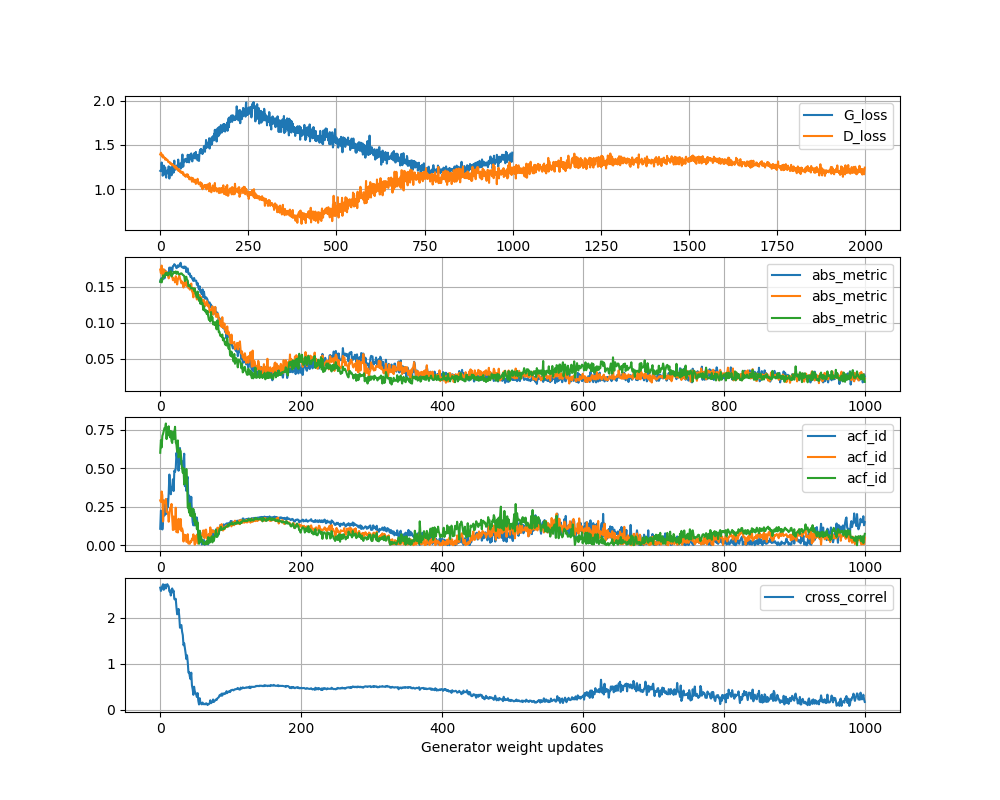 2.0
1.5
1.0
G_loss
D_loss
0 250 500 750 1000 1250 1500 1750 2000
0.15
0.10
0.05
abs_metric
abs_metric
abs_metric
0 200 400 600 800 1000
0.75
0.50
0.25
0.00
acf_id
acf_id
acf_id
0 200 400 600 800 1000
2
1
0
cross_correl
0 200 400 600 800 1000
Generator weight updates